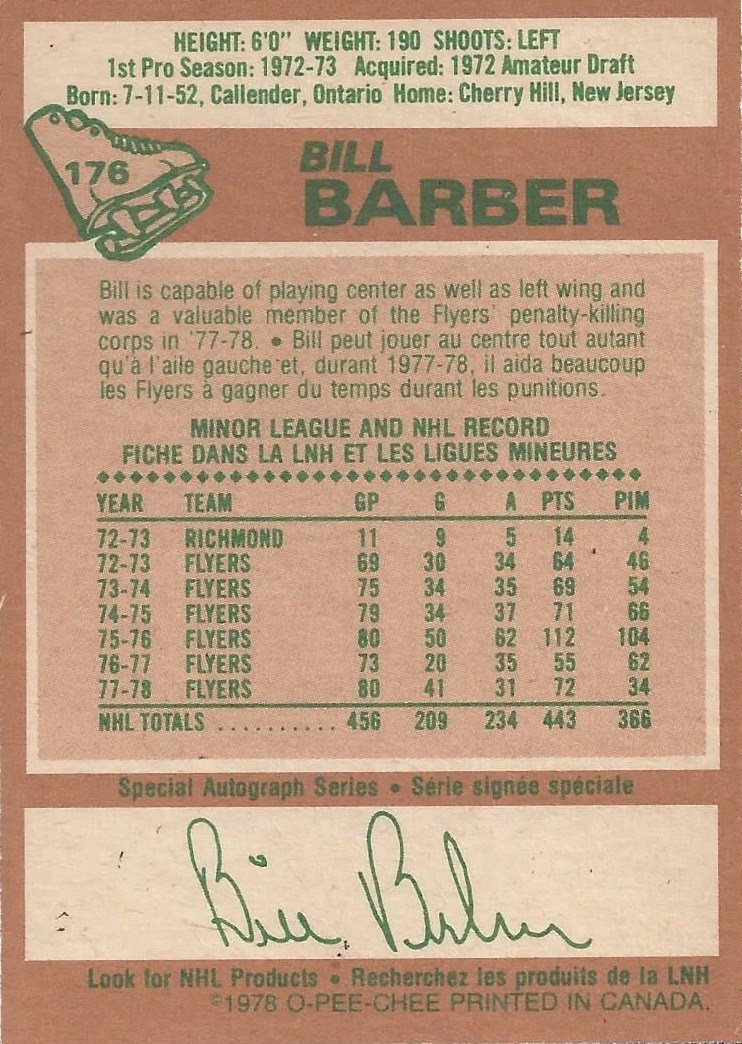 HEIGHT: 6'0" WEIGHT: 190 SHOOTS: LEFT
1st Pro Season: 1972-73 Acquired: 1972 Amateur Draft
Born: 7-11-52, Callender, Ontario Home: Cherry Hill, New Jersey
176
BILL
BARBER
Bill is capable of playing center as well as left wing and
was a valuable member of the Flyers' penalty-killing
corps in '77-78. • Bill peut jouer au centre tout autant
qu'à l'aile gauche et, durant 1977-78, il aida beaucoup
les Flyers à gagner du temps durant les punitions.
MINOR LEAGUE AND NHL RECORD
FICHE DANS LA LNH ET LES LIGUES MINEURES
YEAR TEAM GP G A PTS PIM
72-73 RICHMOND 11 9 5 14 4
72-73 FLYERS 69 30 34 64 46
73-74 FLYERS 75 34 35 69 54
74-75 FLYERS 79 34 37 71 66
75-76 FLYERS 80 50 62 112 104
76-77 FLYERS 73 20 35 55 62
77-78 FLYERS 80 41 31 72 34
NHL TOTALS .......... 456 209 234 443 366
Special Autograph Series • Série signée spéciale
Bill Barber
Look for NHL Products • Recherchez les produits de la LNH
©1978 O-PEE-CHEE PRINTED IN CANADA.